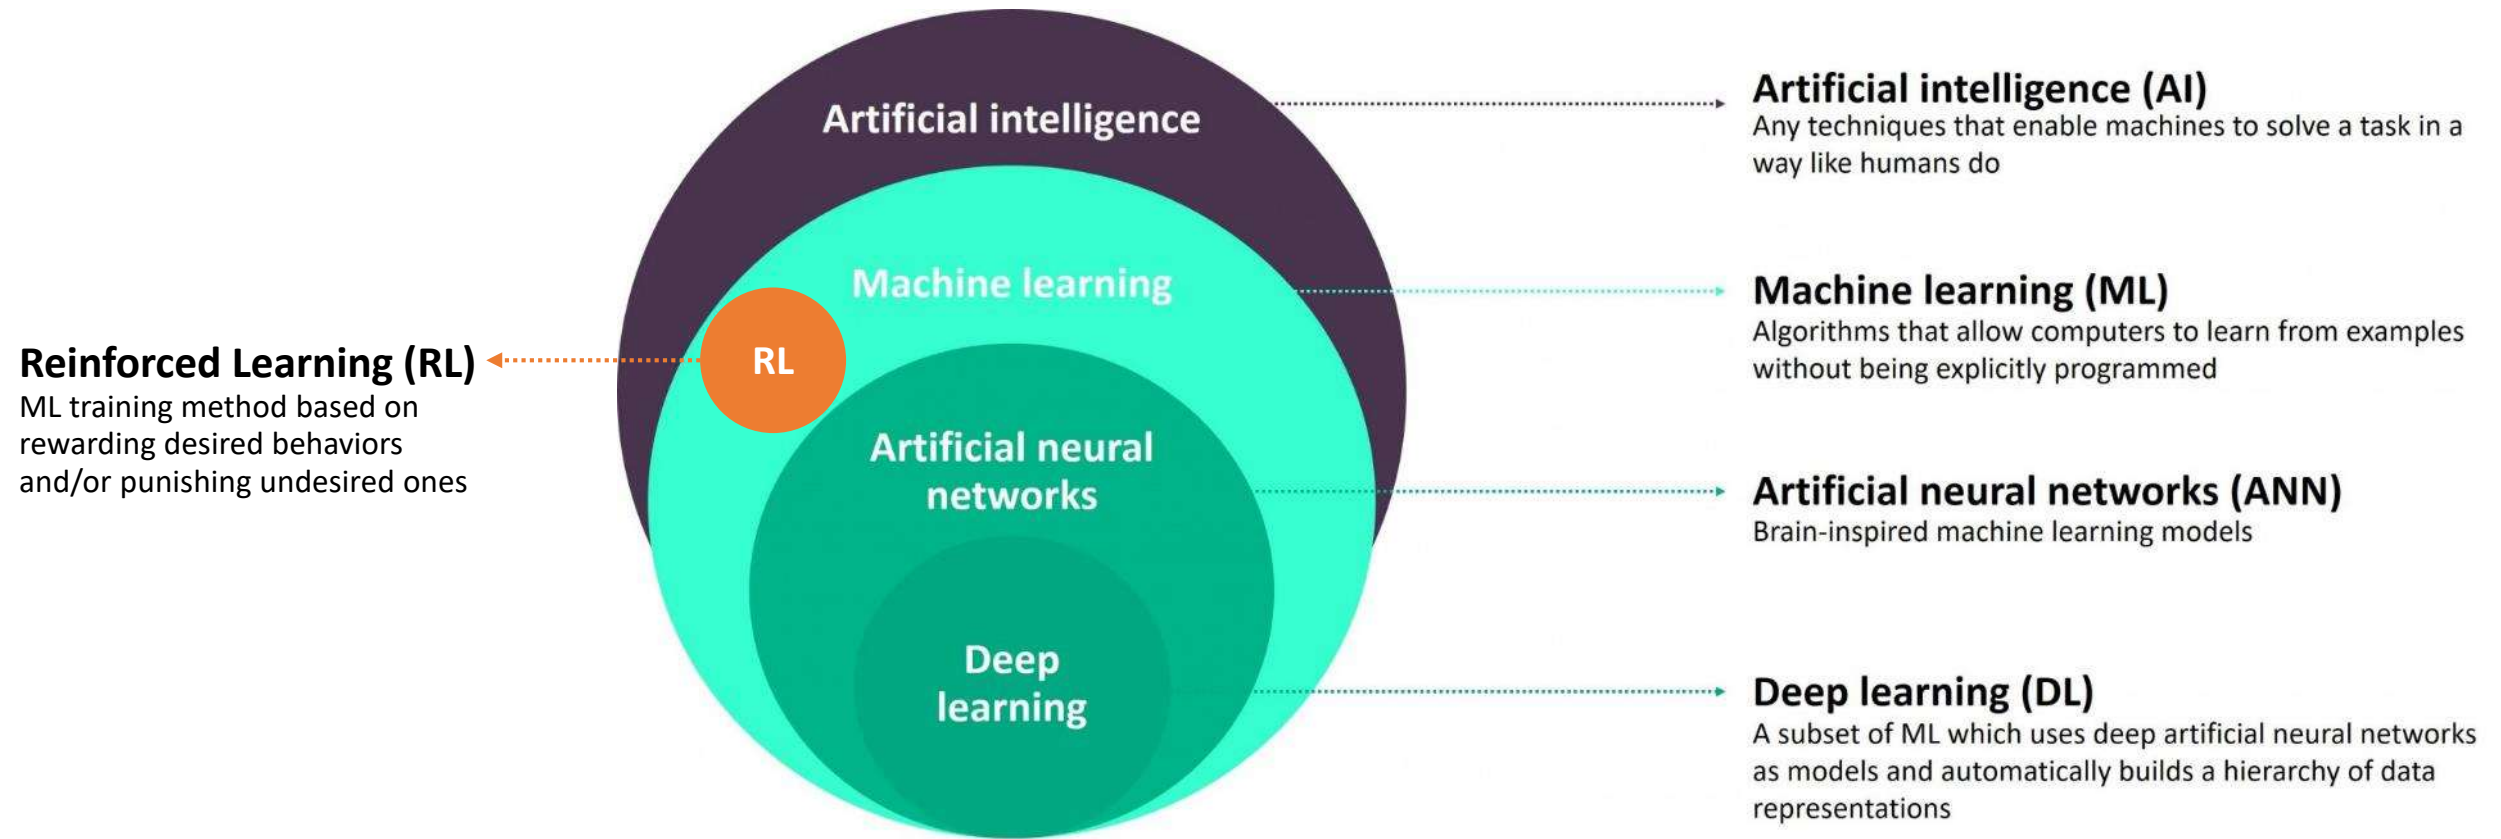 Artificial intelligence
Machine learning
RL
Artificial neural
networks
Deep
learning
Reinforced Learning (RL)
ML training method based on
rewarding desired behaviors
and/or punishing undesired ones
Artificial intelligence (AI)
Any techniques that enable machines to solve a task in a
way like humans do
Machine learning (ML)
Algorithms that allow computers to learn from examples
without being explicitly programmed
Artificial neural networks (ANN)
Brain-inspired machine learning models
Deep learning (DL)
A subset of ML which uses deep artificial neural networks
as models and automatically builds a hierarchy of data
representations